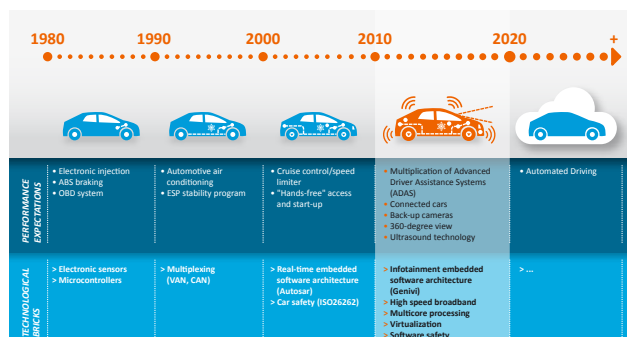 1980 1990 2000 2010 2020 +
PERFORMANCE
EXPECTATIONS
• Electronic injection
• ABS braking
• OBD system
• Automotive air
conditioning
• ESP stability program
• Cruise control/speed
limiter
• "Hands-free" access
and start-up
• Multiplication of Advanced
Driver Assistance Systems
(ADAS)
• Connected cars
• Back-up cameras
• 360-degree view
• Ultrasound technology
• Automated Driving
TECHNOLOGICAL
BRICKS
> Electronic sensors
> Microcontrollers
> Multiplexing
(VAN, CAN)
> Real-time embedded
software architecture
(Autosar)
> Car safety (ISO26262)
> Infotainment embedded
software architecture
(Genivi)
> High speed broadband
> Multicore processing
> Virtualization
> Software safety
> ...